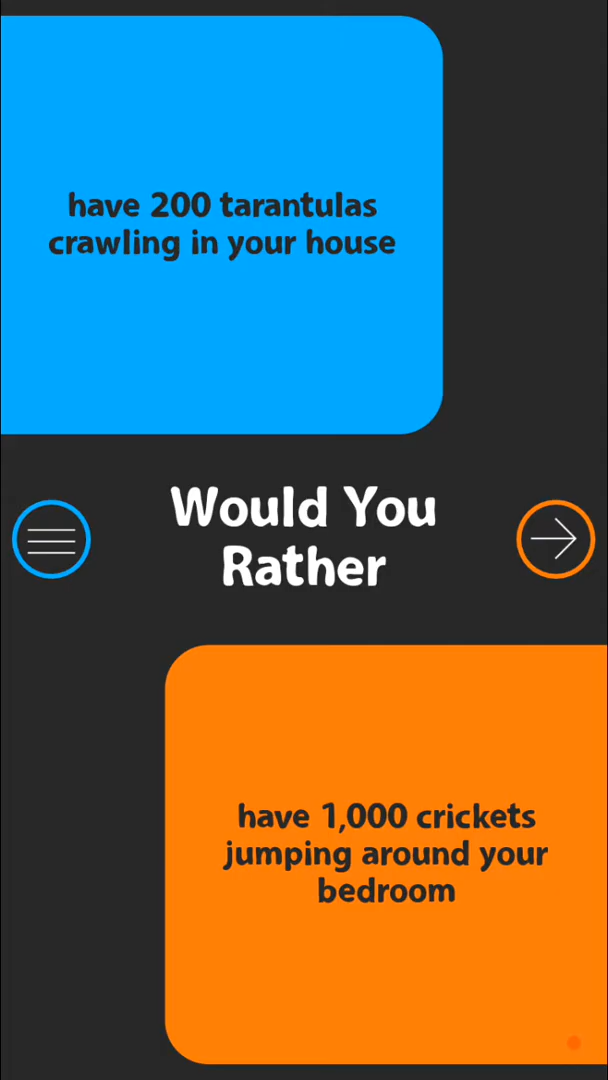 have 200 tarantulas
crawling in your house
Would You
Rather
have 1,000 crickets
jumping around your
bedroom